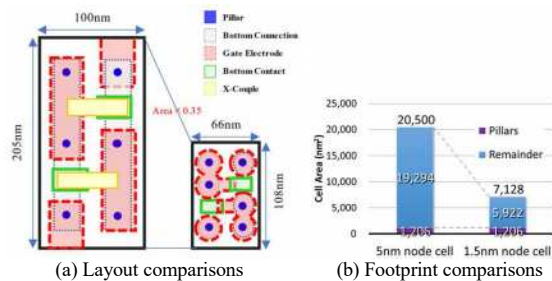 100nm
205nm
Pillar
Bottom Connection
Gate Electrode
Bottom Contact
X-Couple
Area × 0.35
66nm
108nm
(a) Layout comparisons
Cell Area (nm²)
25,000
20,000
15,000
10,000
5,000
0
20,500
19,294
1,206
7,128
5,922
1,206
Pillars
Remainder
5nm node cell
1.5nm node cell
(b) Footprint comparisons